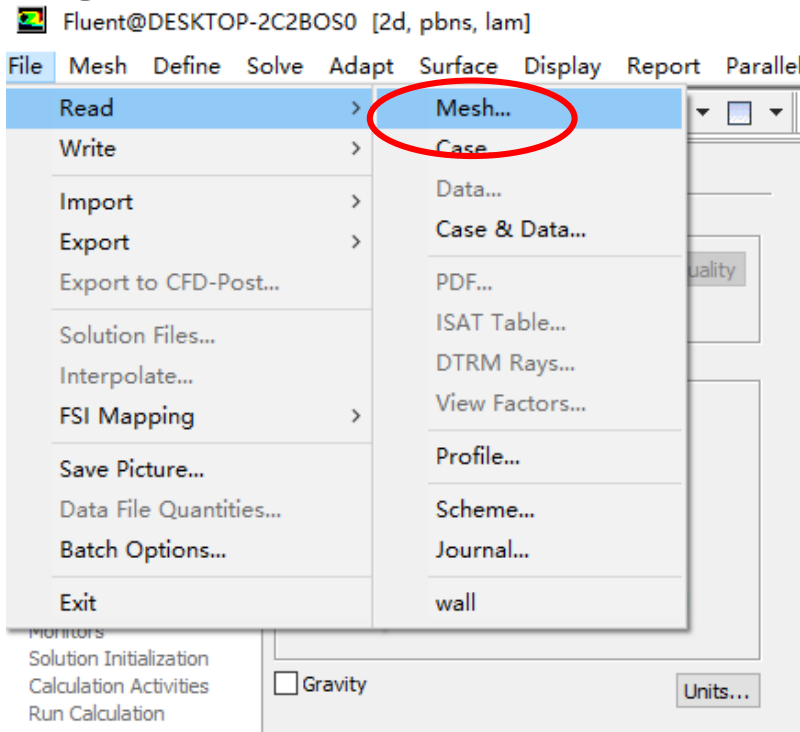 Fluent@DESKTOP-2C2BOS0 [2d, pbns, lam]
File Mesh Define Solve Adapt Surface Display Report Parallel
Read
Write
Import
Export
Export to CFD-Post...
Solution Files...
Interpolate...
FSI Mapping
Save Picture...
Data File Quantities...
Batch Options...
Exit
Mesh...
Case...
Data...
Case & Data...
PDF...
ISAT Table...
DTRM Rays...
View Factors...
Profile...
Scheme...
Journal...
wall
uality
Monitors
Solution Initialization
Calculation Activities
Run Calculation
Gravity
Units...